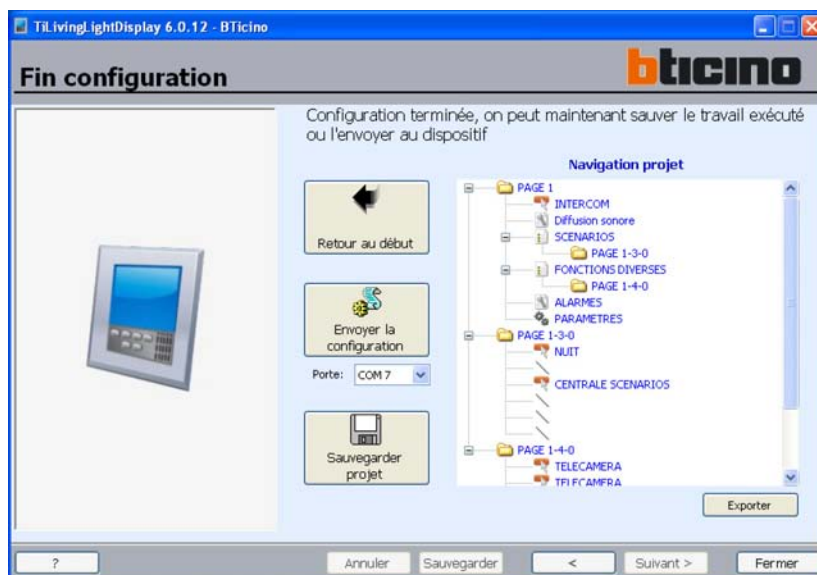 TiLivingLightDisplay 6.0.12 - BTicino
Fin configuration
bticino
Configuration terminée, on peut maintenant sauver le travail exécuté
ou l'envoyer au dispositif
Navigation projet
Retour au début
Envoyer la
configuration
Porte: COM 7
Sauvegarder
projet
PAGE 1
INTERCOM
Diffusion sonore
SCENARIOS
PAGE 1-3-0
FONCTIONS DIVERSES
PAGE 1-4-0
ALARMES
PARAMETRES
PAGE 1-3-0
NUIT
CENTRALE SCENARIOS
PAGE 1-4-0
TELECAMERA
TELECAMERA
Exporter
?
Annuler
Sauvegarder
<
Suivant >
Fermer